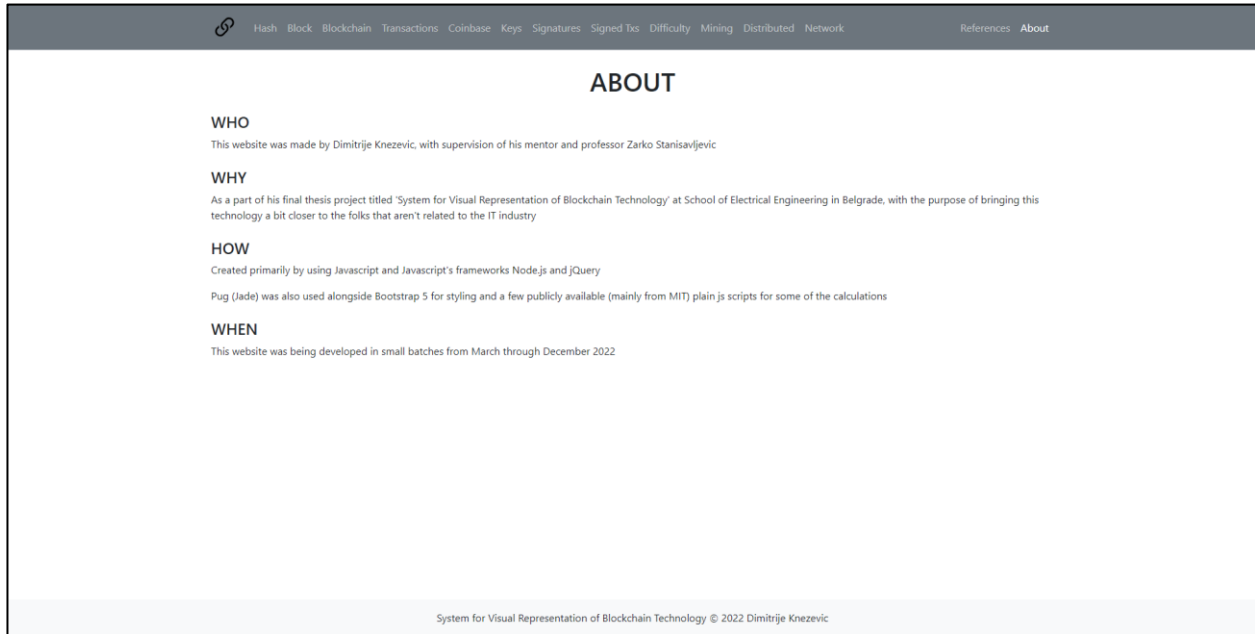 Hash Block Blockchain Transactions Coinbase Keys Signatures Signed Txs Difficulty Mining Distributed Network References About
ABOUT
WHO
This website was made by Dimitrije Knezevic, with supervision of his mentor and professor Zarko Stanisavljevic
WHY
As a part of his final thesis project titled 'System for Visual Representation of Blockchain Technology' at School of Electrical Engineering in Belgrade, with the purpose of bringing this
technology a bit closer to the folks that aren't related to the IT industry
HOW
Created primarily by using Javascript and Javascript's frameworks Node.js and jQuery
Pug (Jade) was also used alongside Bootstrap 5 for styling and a few publicly available (mainly from MIT) plain js scripts for some of the calculations
WHEN
This website was being developed in small batches from March through December 2022
System for Visual Representation of Blockchain Technology © 2022 Dimitrije Knezevic